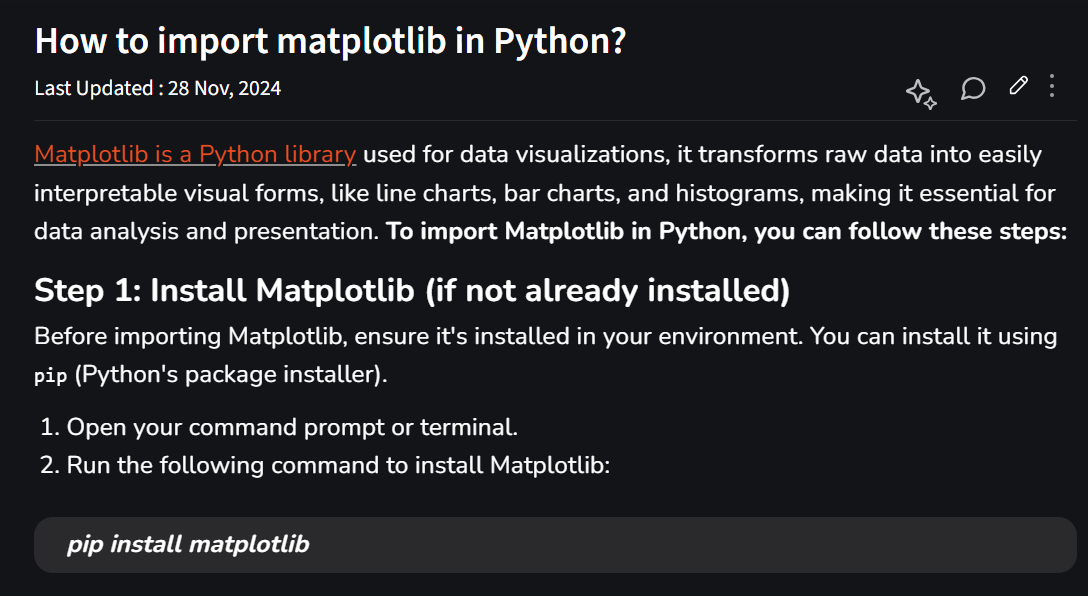 How to import matplotlib in Python?
Last Updated : 28 Nov, 2024
Matplotlib is a Python library used for data visualizations, it transforms raw data into easily
interpretable visual forms, like line charts, bar charts, and histograms, making it essential for
data analysis and presentation. To import Matplotlib in Python, you can follow these steps:
Step 1: Install Matplotlib (if not already installed)
Before importing Matplotlib, ensure it's installed in your environment. You can install it using
pip (Python's package installer).
1. Open your command prompt or terminal.
2. Run the following command to install Matplotlib:
pip install matplotlib